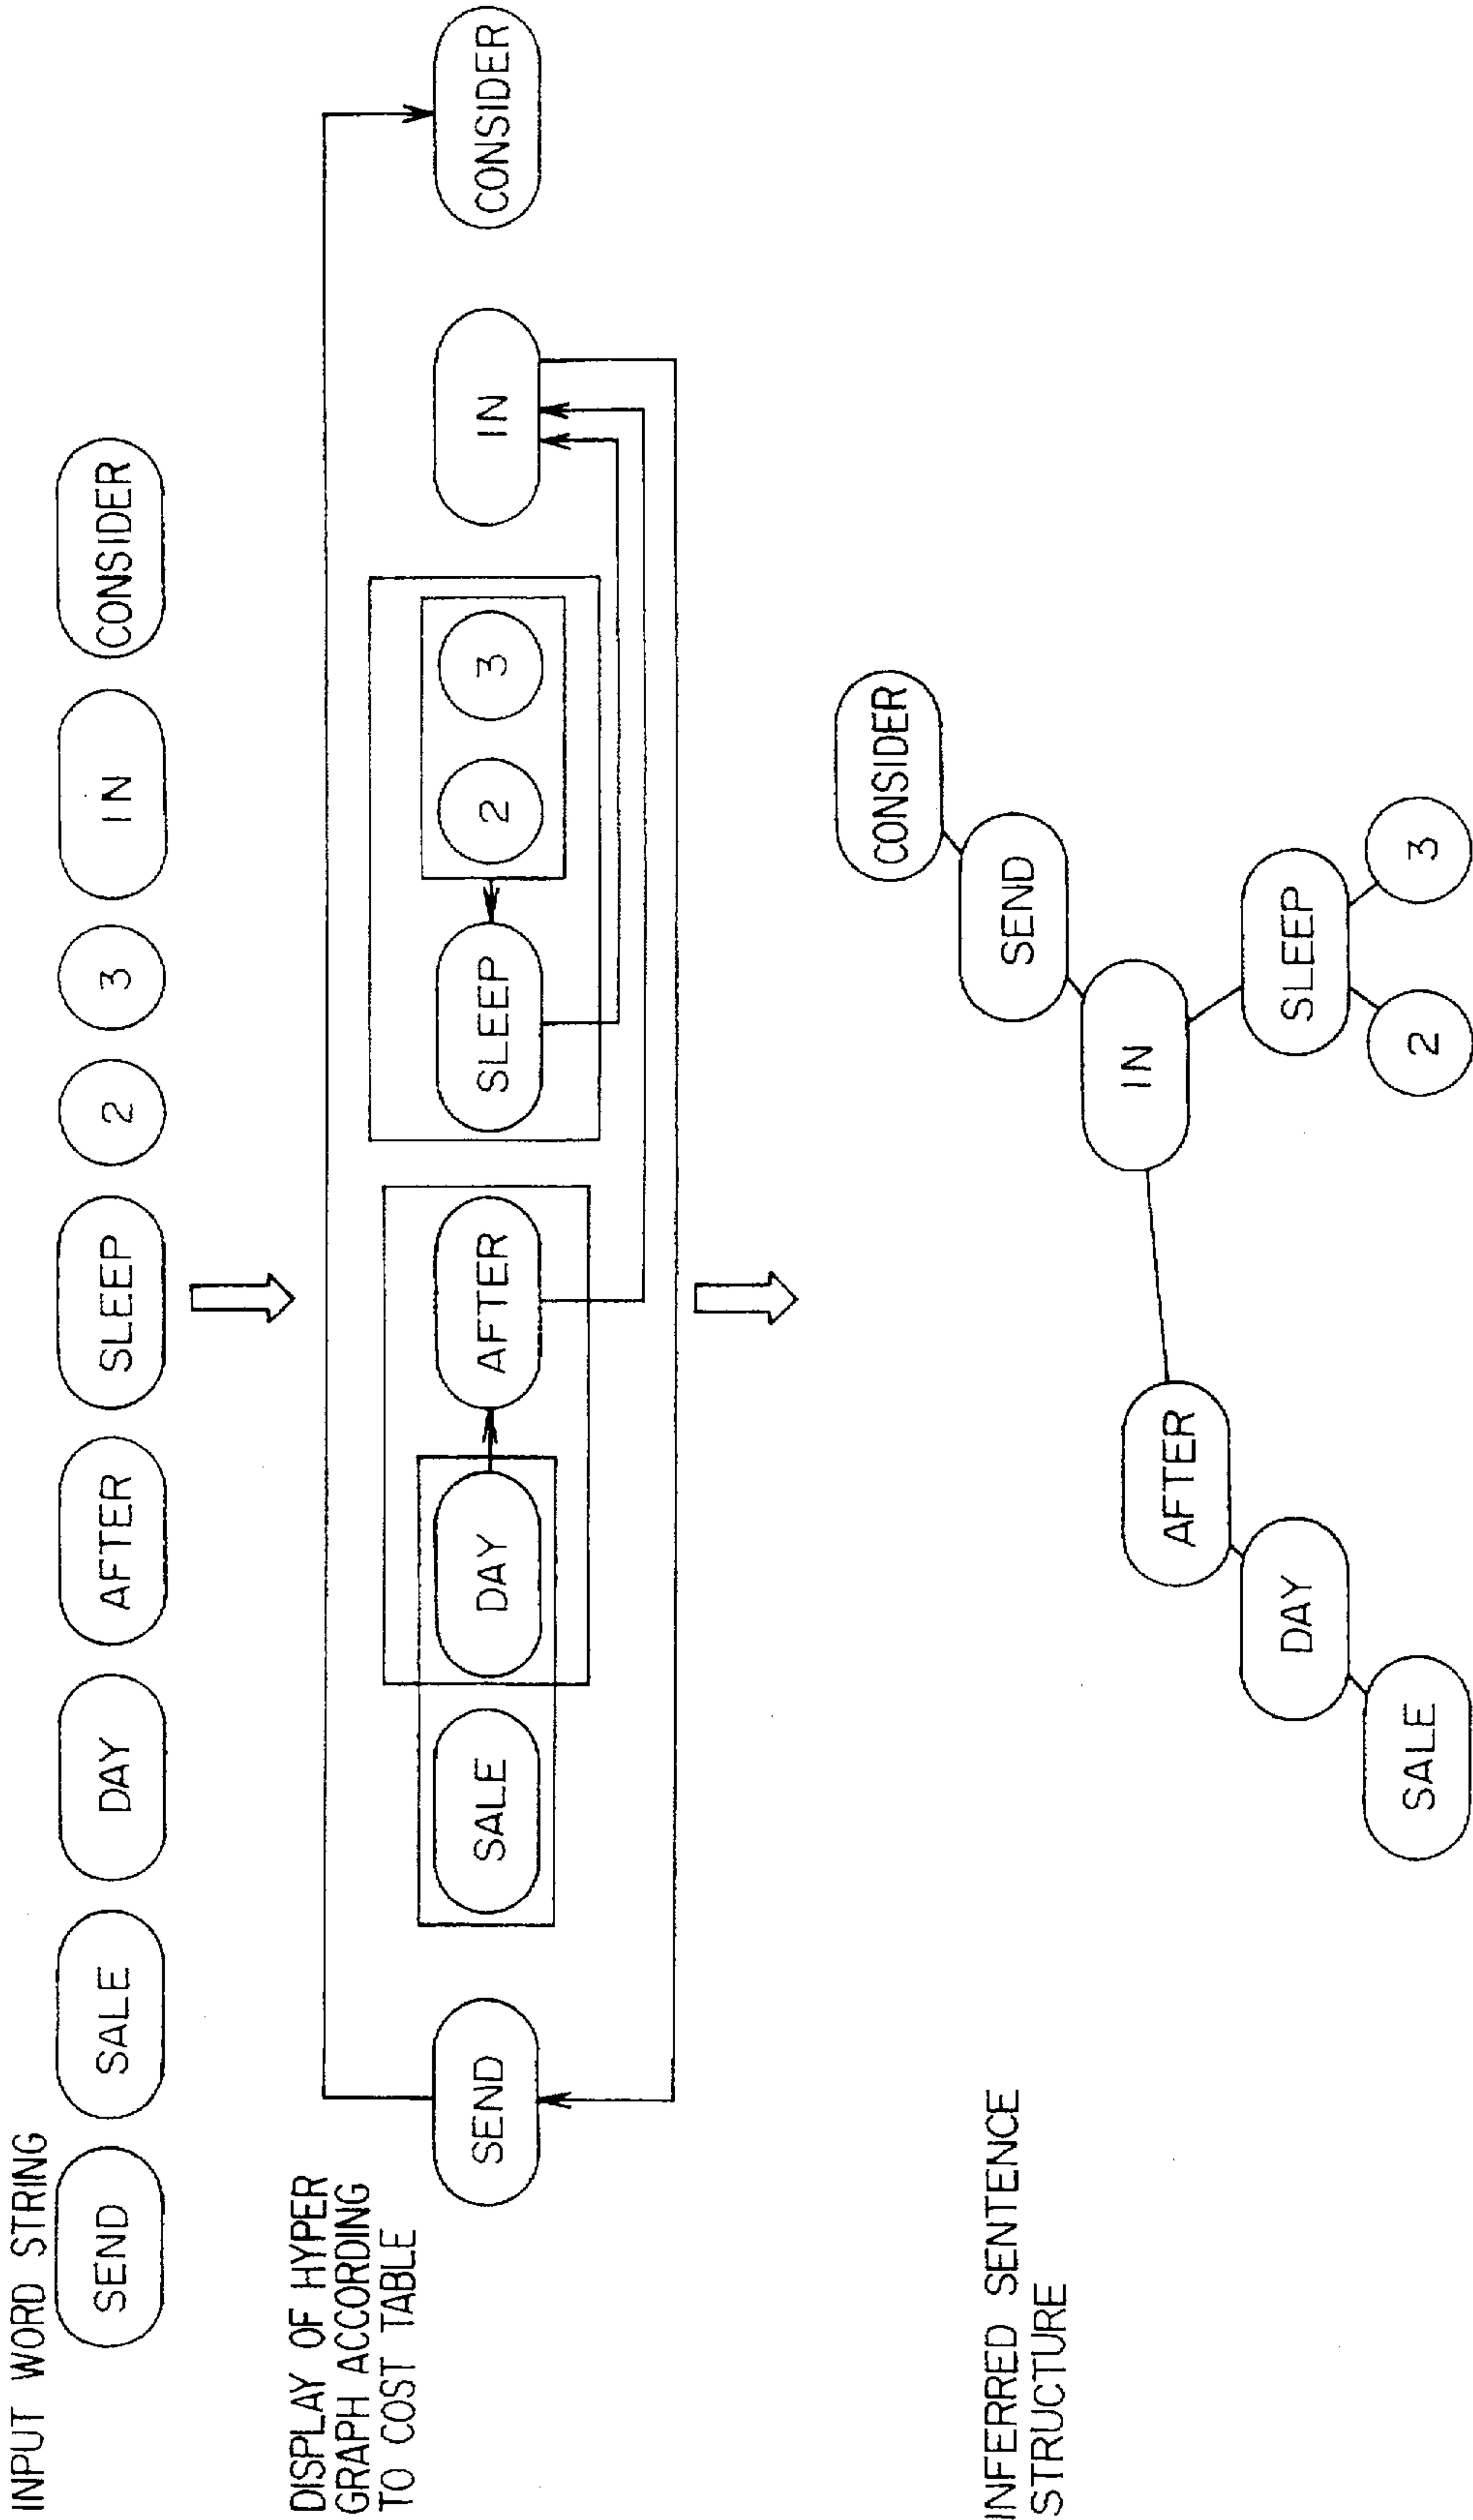 INPUT WORD STRING
SEND SALE DAY AFTER SLEEP 2 3 IN CONSIDER
DISPLAY OF HYPER
GRAPH ACCORDING
TO COST TABLE
SEND SALE DAY AFTER SLEEP 2 3 IN CONSIDER
INFERRED SENTENCE
STRUCTURE
CONSIDER
SEND
IN
AFTER
DAY SLEEP
SALE 2 3